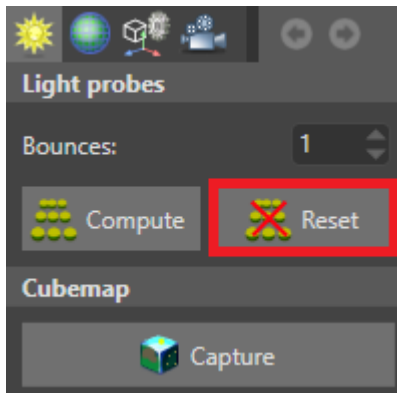 Light probes
Bounces: 1
Compute Reset
Cubemap
Capture